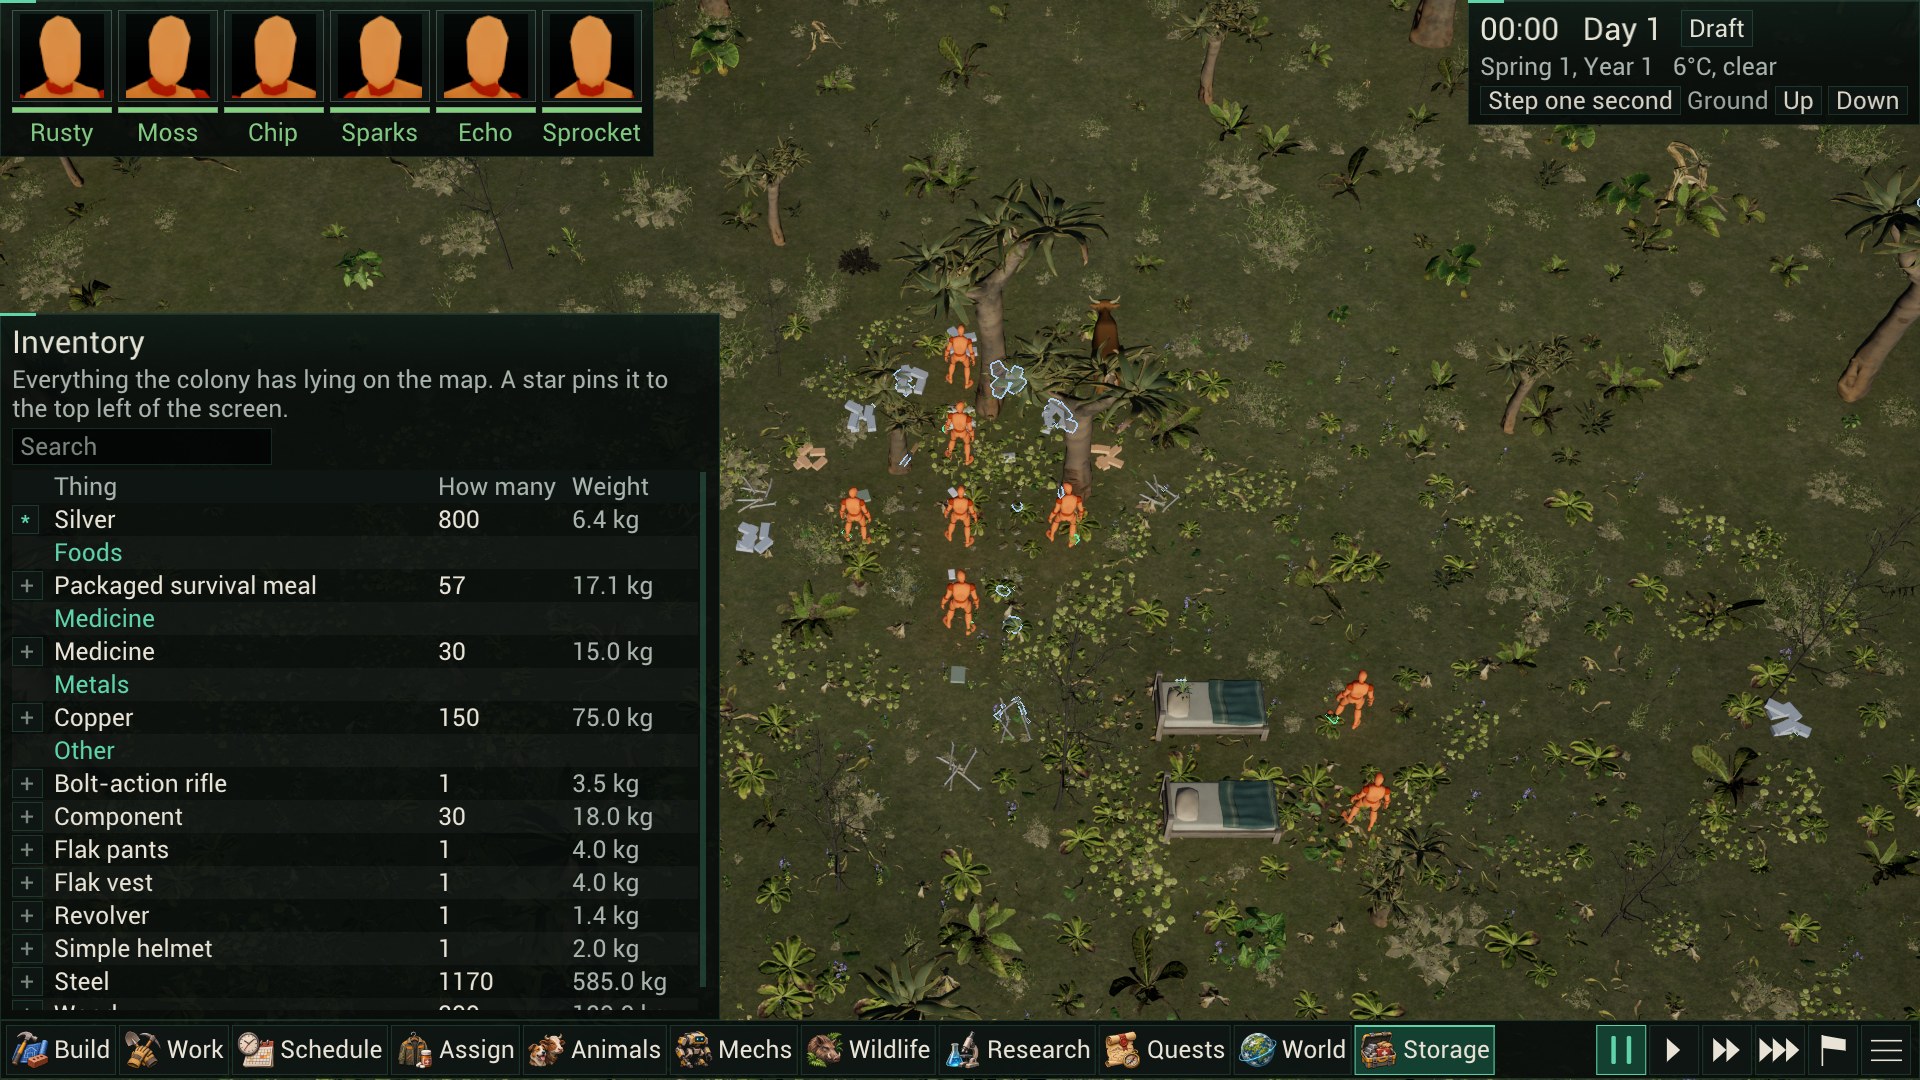 00:00 Day 1 Draft
Spring 1, Year 1 6°C, clear
Step one second Ground Up Down
Rusty Moss Chip Sparks Echo Sprocket
Inventory
Everything the colony has lying on the map. A star pins it to
the top left of the screen.
Search
Thing How many Weight
* Silver 800 6.4 kg
Foods
+ Packaged survival meal 57 17.1 kg
Medicine
+ Medicine 30 15.0 kg
Metals
+ Copper 150 75.0 kg
Other
+ Bolt-action rifle 1 3.5 kg
+ Component 30 18.0 kg
+ Flak pants 1 4.0 kg
+ Flak vest 1 4.0 kg
+ Revolver 1 1.4 kg
+ Simple helmet 1 2.0 kg
+ Steel 1170 585.0 kg
Build Work Schedule Assign Animals Mechs Wildlife Research Quests World Storage